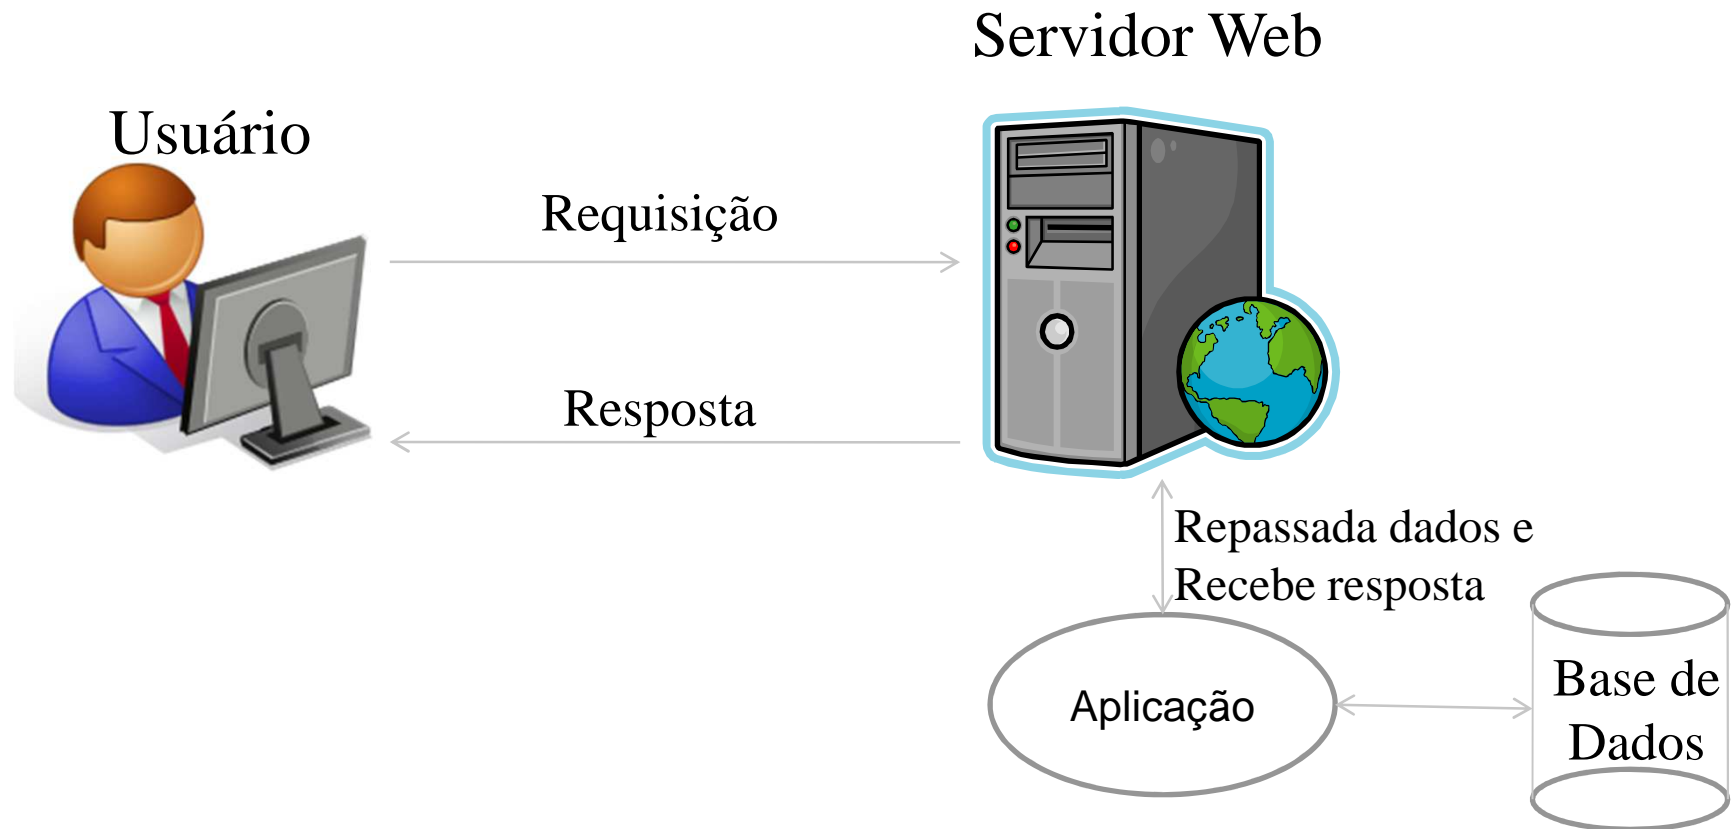 Servidor Web
Usuário
Requisição
Resposta
Repassada dados e
Recebe resposta
Aplicação
Base de
Dados